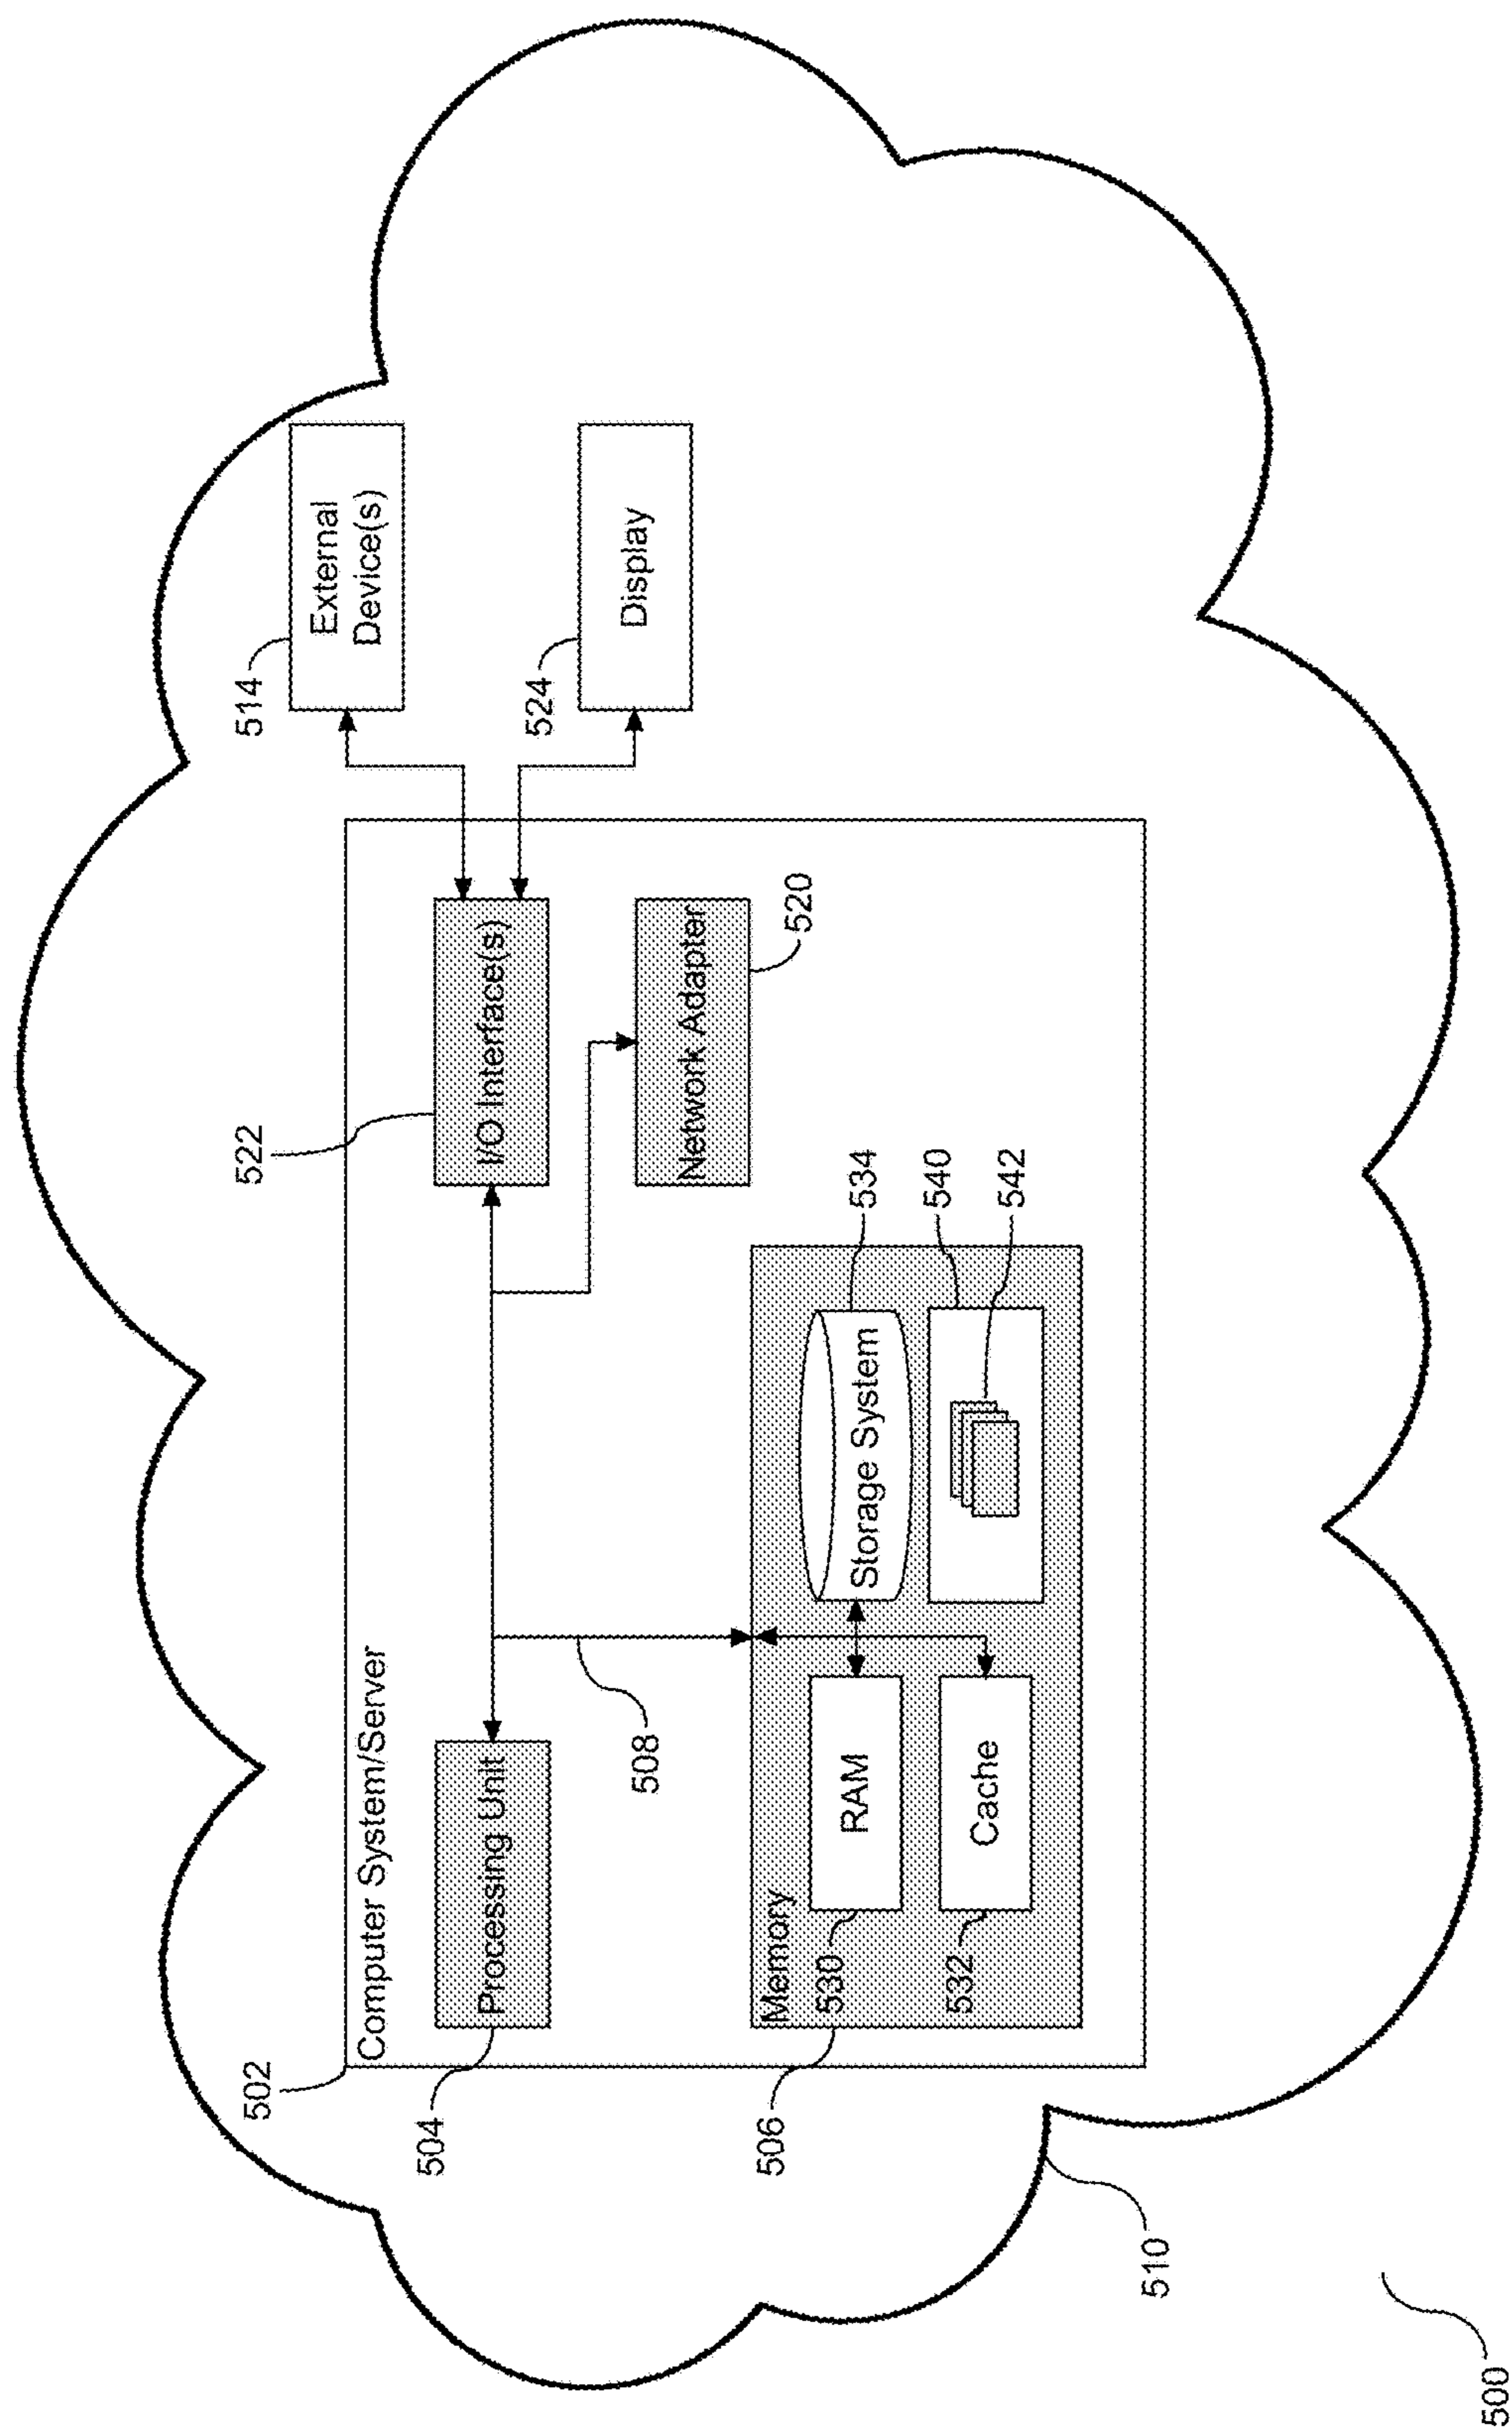 502
Computer System/Server
504
Processing Unit
522
I/O Interface(s)
514
External
Device(s)
508
524
Display
Network Adapter
520
506
Memory
530
RAM
Storage System
534
532
Cache
540
542
510
500